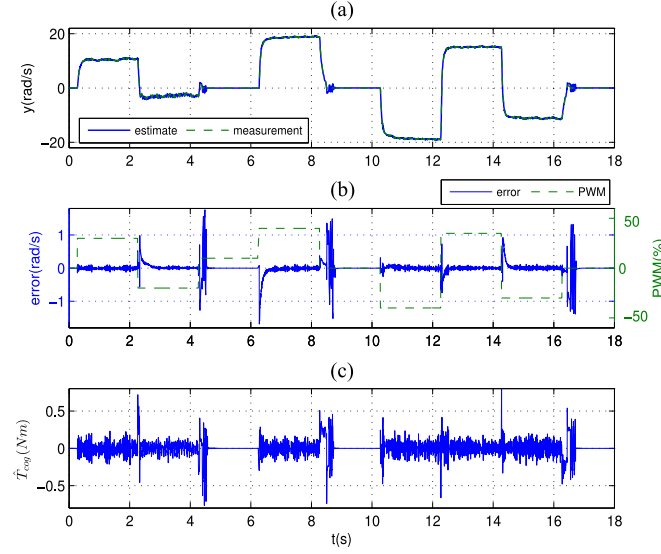 (a)
20
0
−20
y(rad/s)
estimate
measurement
0 2 4 6 8 10 12 14 16 18
(b)
error
PWM
1
0
−1
error(rad/s)
50
0
−50
PWM(%)
0 2 4 6 8 10 12 14 16 18
(c)
0.5
0
−0.5
T̂cog(Nm)
0 2 4 6 8 10 12 14 16 18
t(s)